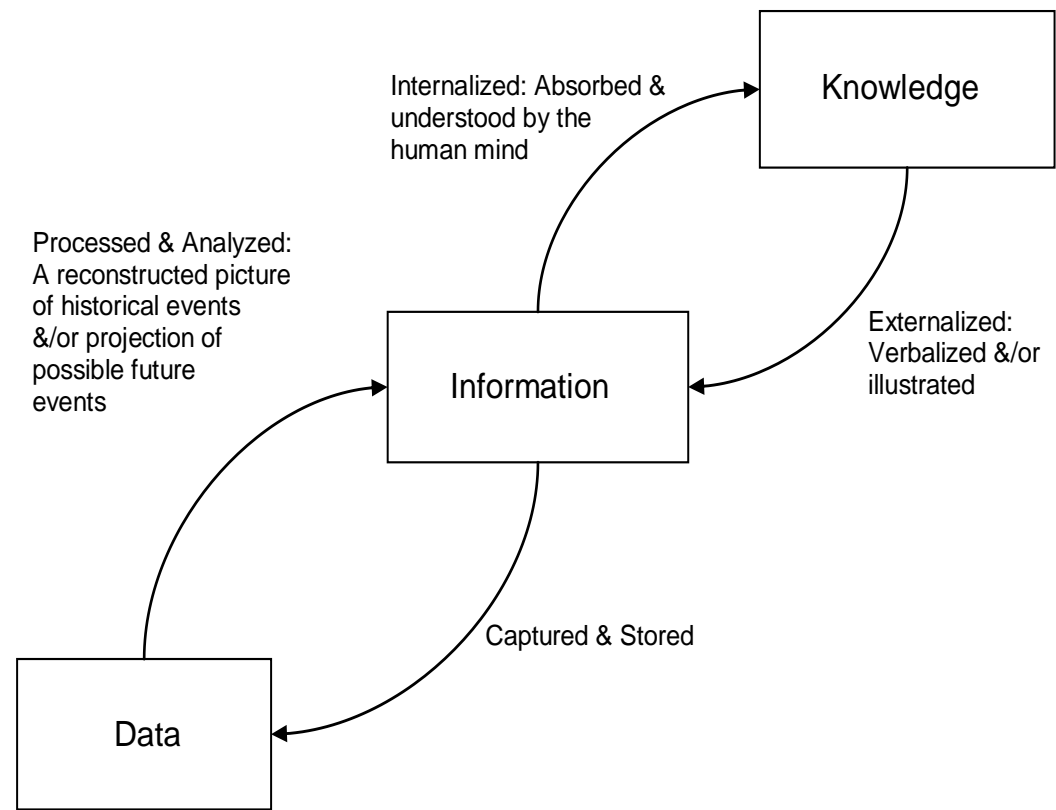 Knowledge
Internalized: Absorbed &
understood by the
human mind
Processed & Analyzed:
A reconstructed picture
of historical events
&/or projection of
possible future
events
Externalized:
Verbalized &/or
illustrated
Information
Captured & Stored
Data